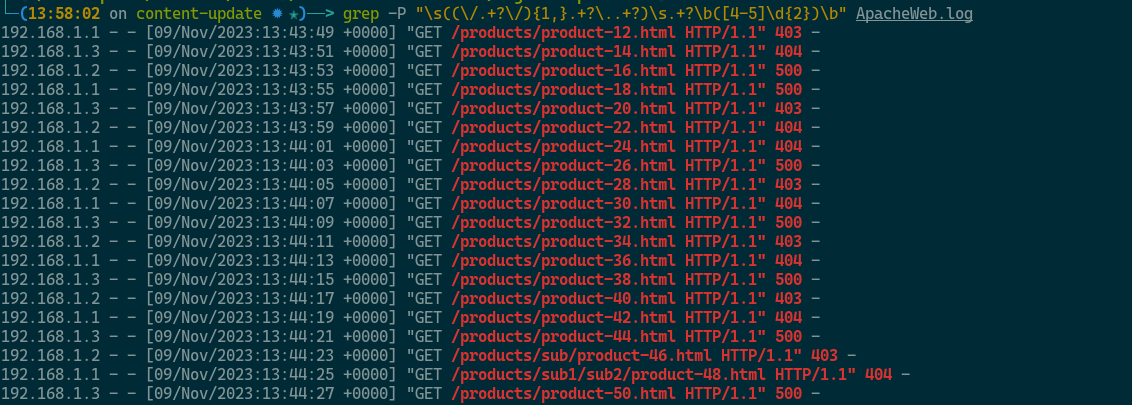 (13:58:02 on content-update ✹ ★)——> grep -P "\s((\/.+?\/){1,}.+?\..+?)\s.+?\b([4-5]\d{2})\b" ApacheWeb.log
192.168.1.1 - - [09/Nov/2023:13:43:49 +0000] "GET /products/product-12.html HTTP/1.1" 403 -
192.168.1.3 - - [09/Nov/2023:13:43:51 +0000] "GET /products/product-14.html HTTP/1.1" 404 -
192.168.1.2 - - [09/Nov/2023:13:43:53 +0000] "GET /products/product-16.html HTTP/1.1" 500 -
192.168.1.1 - - [09/Nov/2023:13:43:55 +0000] "GET /products/product-18.html HTTP/1.1" 500 -
192.168.1.3 - - [09/Nov/2023:13:43:57 +0000] "GET /products/product-20.html HTTP/1.1" 403 -
192.168.1.2 - - [09/Nov/2023:13:43:59 +0000] "GET /products/product-22.html HTTP/1.1" 404 -
192.168.1.1 - - [09/Nov/2023:13:44:01 +0000] "GET /products/product-24.html HTTP/1.1" 404 -
192.168.1.3 - - [09/Nov/2023:13:44:03 +0000] "GET /products/product-26.html HTTP/1.1" 500 -
192.168.1.2 - - [09/Nov/2023:13:44:05 +0000] "GET /products/product-28.html HTTP/1.1" 403 -
192.168.1.1 - - [09/Nov/2023:13:44:07 +0000] "GET /products/product-30.html HTTP/1.1" 404 -
192.168.1.3 - - [09/Nov/2023:13:44:09 +0000] "GET /products/product-32.html HTTP/1.1" 500 -
192.168.1.2 - - [09/Nov/2023:13:44:11 +0000] "GET /products/product-34.html HTTP/1.1" 403 -
192.168.1.1 - - [09/Nov/2023:13:44:13 +0000] "GET /products/product-36.html HTTP/1.1" 404 -
192.168.1.3 - - [09/Nov/2023:13:44:15 +0000] "GET /products/product-38.html HTTP/1.1" 500 -
192.168.1.2 - - [09/Nov/2023:13:44:17 +0000] "GET /products/product-40.html HTTP/1.1" 403 -
192.168.1.1 - - [09/Nov/2023:13:44:19 +0000] "GET /products/product-42.html HTTP/1.1" 404 -
192.168.1.3 - - [09/Nov/2023:13:44:21 +0000] "GET /products/product-44.html HTTP/1.1" 500 -
192.168.1.2 - - [09/Nov/2023:13:44:23 +0000] "GET /products/sub/product-46.html HTTP/1.1" 403 -
192.168.1.1 - - [09/Nov/2023:13:44:25 +0000] "GET /products/sub1/sub2/product-48.html HTTP/1.1" 404 -
192.168.1.3 - - [09/Nov/2023:13:44:27 +0000] "GET /products/product-50.html HTTP/1.1" 500 -